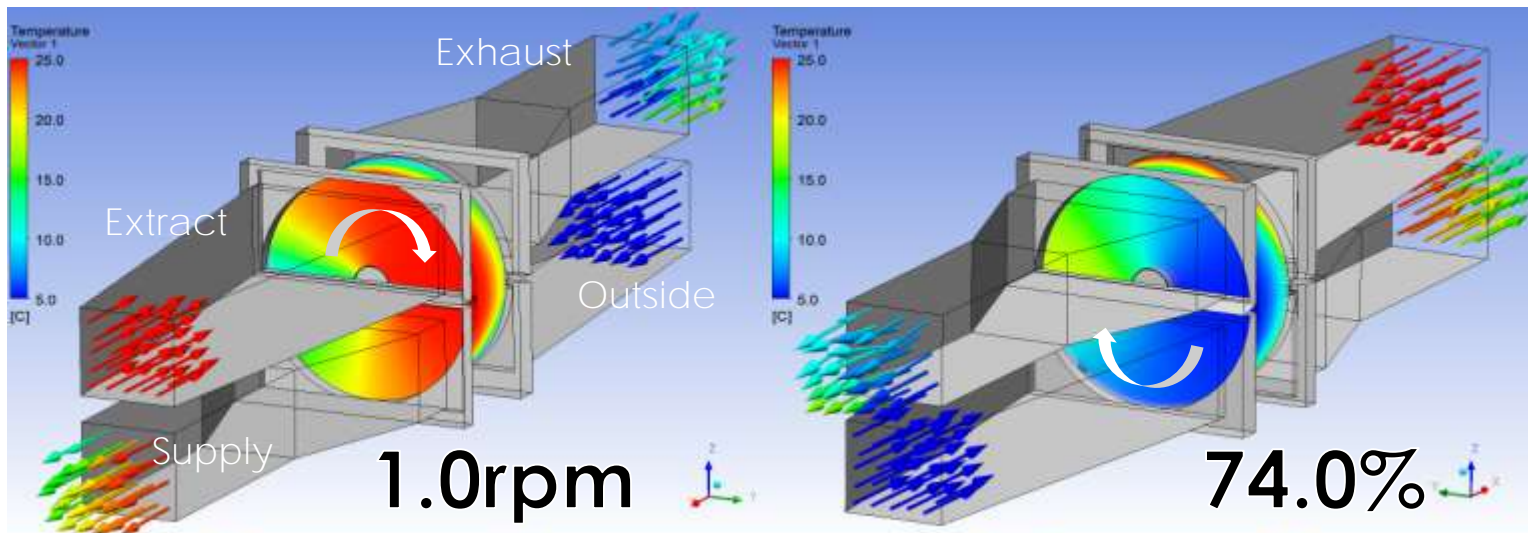 Temperature
Vector 1
25.0
20.0
15.0
10.0
5.0
[C]
Exhaust
Extract
Outside
Supply
1.0rpm
Z
Y
Temperature
Vector 1
25.0
20.0
15.0
10.0
5.0
[C]
74.0%
Z
Y
X